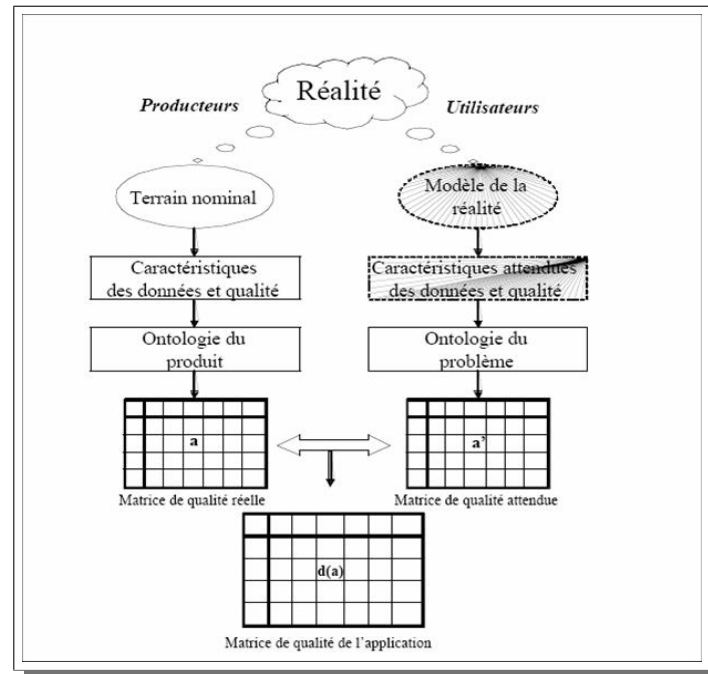 Réalité
Producteurs
Utilisateurs
Terrain nominal
Modèle de la
réalité
Caractéristiques
des données et qualité
Caractéristiques attendues
des données et qualité
Ontologie du
produit
Ontologie du
problème
a
a’
Matrice de qualité réelle
Matrice de qualité attendue
d(a)
Matrice de qualité de l’application